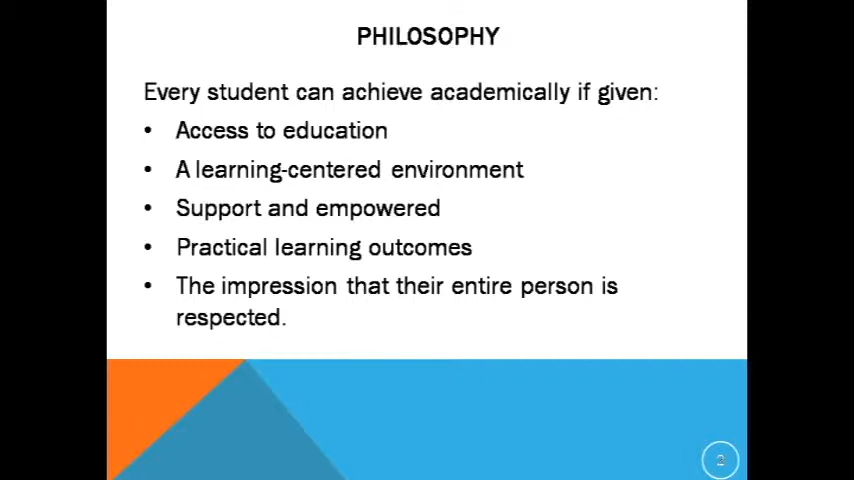 PHILOSOPHY
Every student can achieve academically if given:
• Access to education
• A learning-centered environment
• Support and empowered
• Practical learning outcomes
• The impression that their entire person is
respected.
2